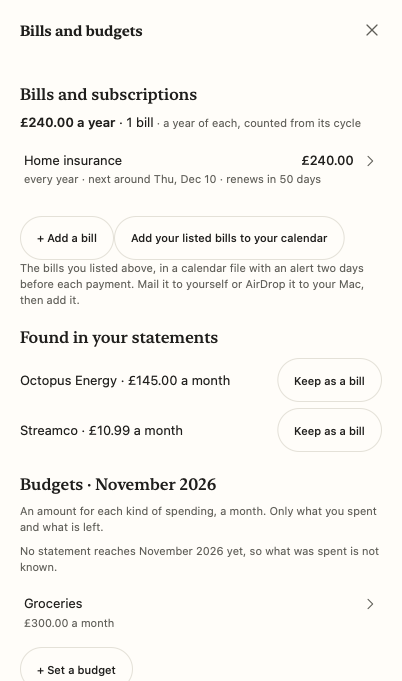 Bills and budgets
Bills and subscriptions
£240.00 a year · 1 bill · a year of each, counted from its cycle
Home insurance £240.00
every year · next around Thu, Dec 10 · renews in 50 days
+ Add a bill Add your listed bills to your calendar
The bills you listed above, in a calendar file with an alert two days
before each payment. Mail it to yourself or AirDrop it to your Mac,
then add it.
Found in your statements
Octopus Energy · £145.00 a month Keep as a bill
Streamco · £10.99 a month Keep as a bill
Budgets · November 2026
An amount for each kind of spending, a month. Only what you spent
and what is left.
No statement reaches November 2026 yet, so what was spent is not
known.
Groceries
£300.00 a month
+ Set a budget